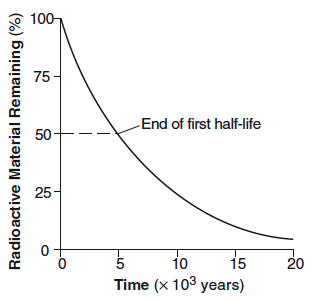 Radioactive Material Remaining (%)
100
75
50
25
0
End of first half-life
0 5 10 15 20
Time (× 10³ years)